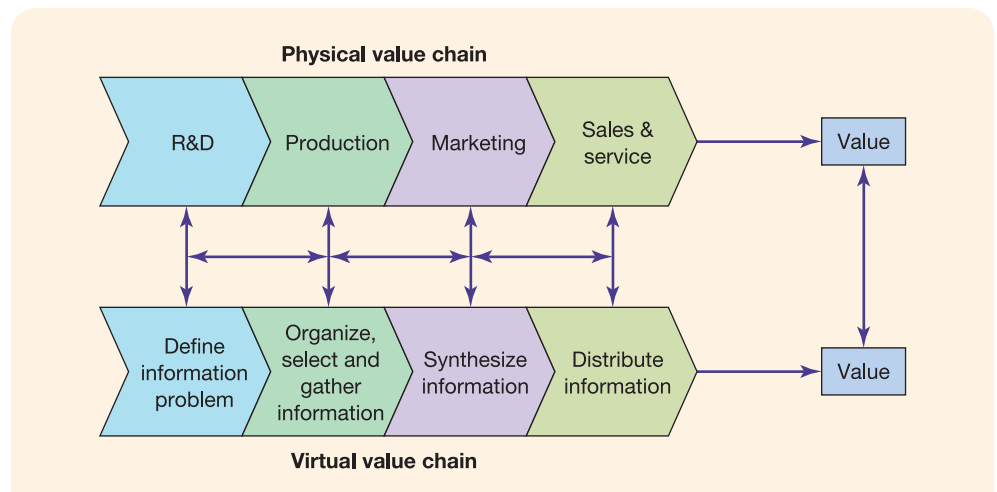 Physical value chain
R&D
Production
Marketing
Sales &
service
Value
Define
information
problem
Organize,
select and
gather
information
Synthesize
information
Distribute
information
Value
Virtual value chain